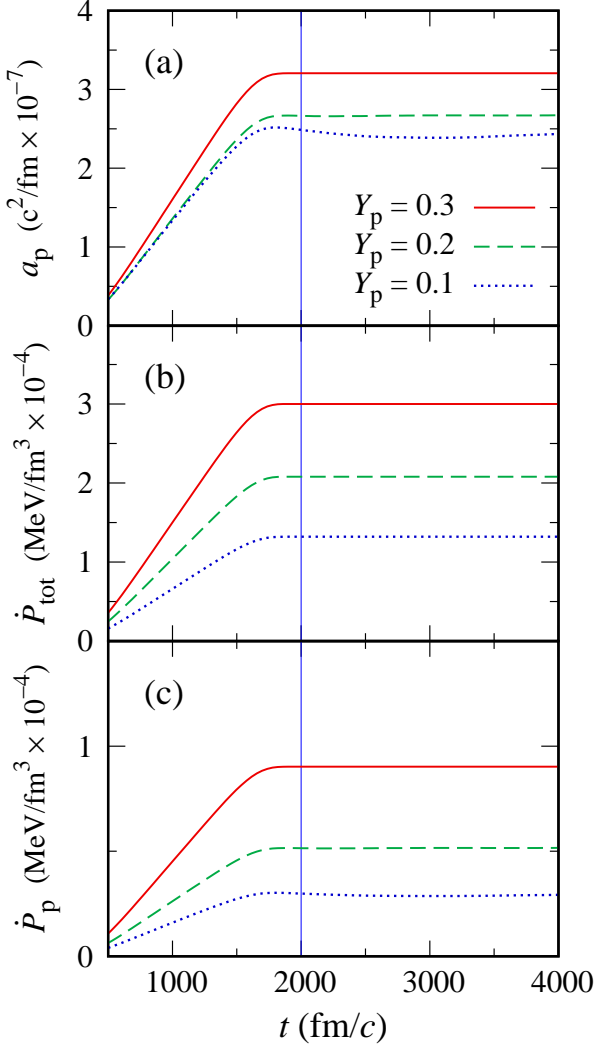 4
3
2
1
0
a_p (c²/fm × 10⁻⁷)
(a)
Y_p = 0.3
Y_p = 0.2
Y_p = 0.1
4
3
2
1
0
Ṗ_tot (MeV/fm³ × 10⁻⁴)
(b)
1
0
Ṗ_p (MeV/fm³ × 10⁻⁴)
(c)
1000 2000 3000 4000
t (fm/c)